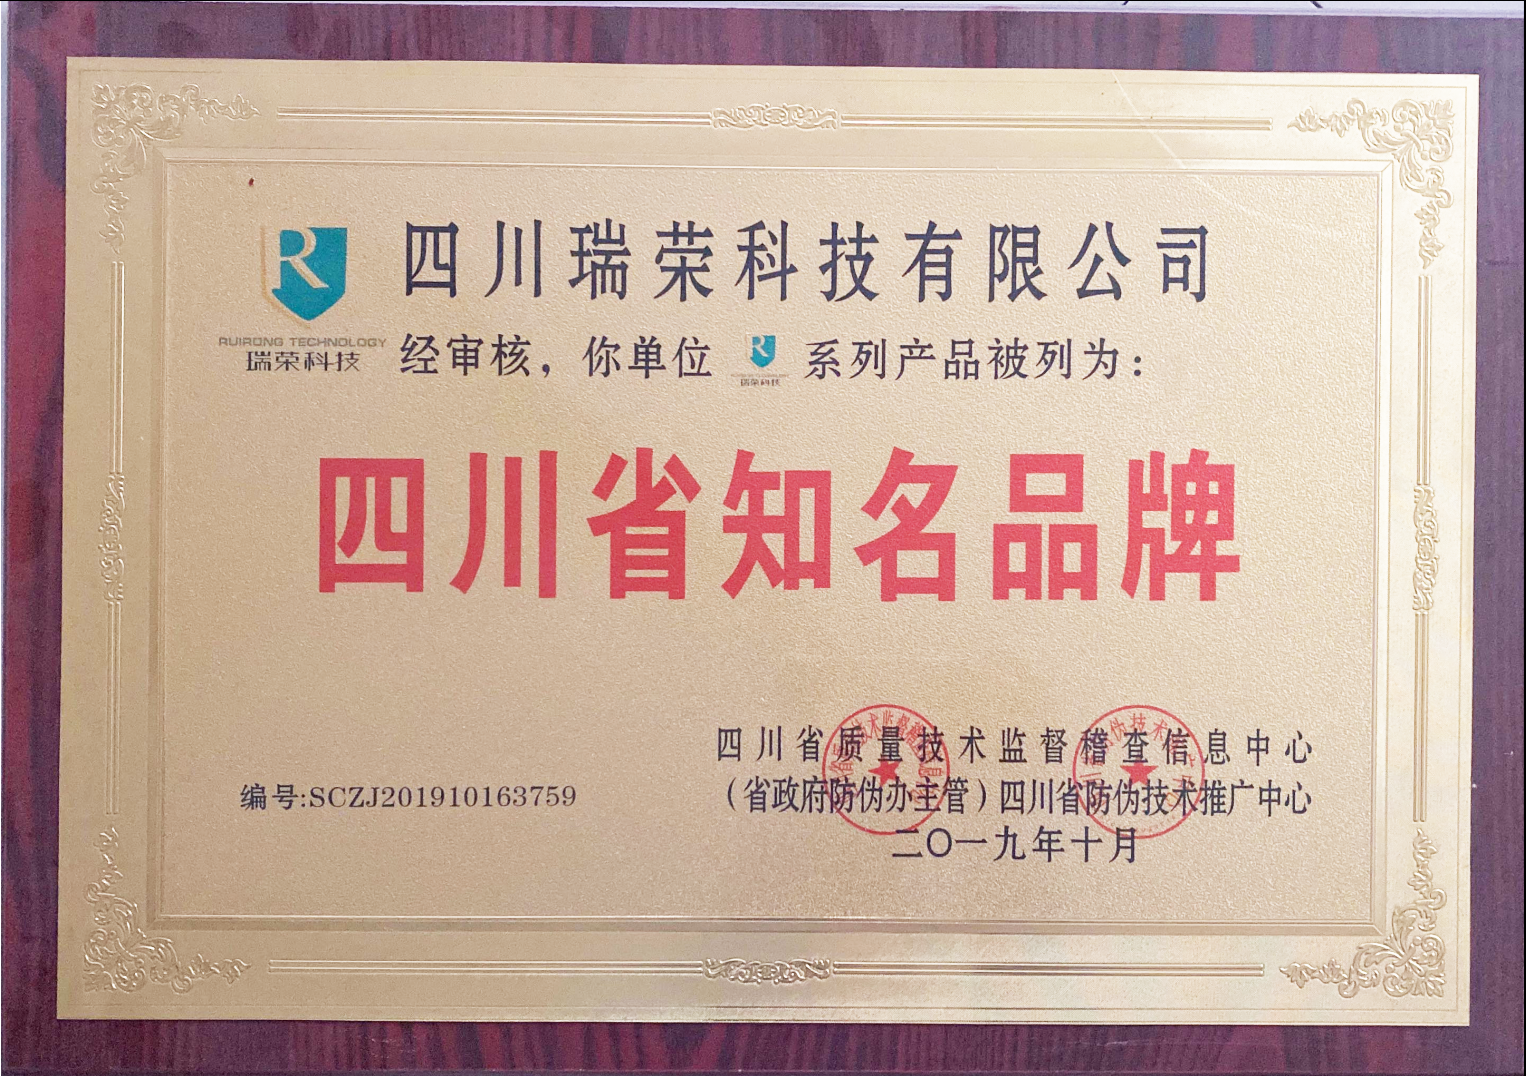 R
RUIRONG TECHNOLOGY
瑞荣科技
四川瑞荣科技有限公司
经审核，你单位 R 瑞荣科技 系列产品被列为：
四川省知名品牌
四川省质量技术监督稽查信息中心
编号:SCZJ201910163759
（省政府防伪办主管）四川省防伪技术推广中心
二〇一九年十月